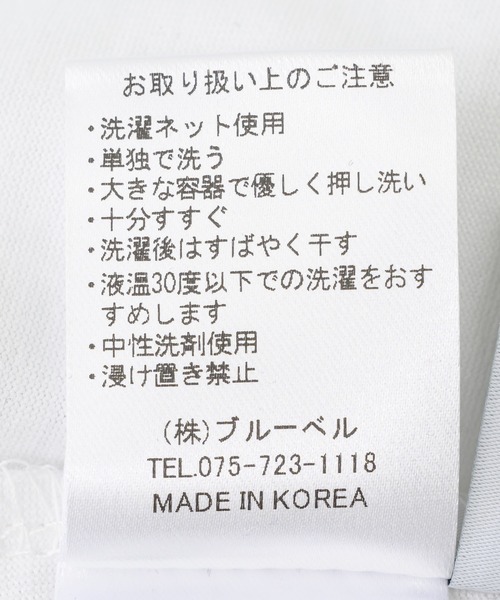 お取り扱い上のご注意
・洗濯ネット使用
・単独で洗う
・大きな容器で優しく押し洗い
・十分すすぐ
・洗濯後はすばやく干す
・液温30度以下での洗濯をおす
すめします
・中性洗剤使用
・浸け置き禁止
(株)ブルーベル
TEL.075-723-1118
MADE IN KOREA